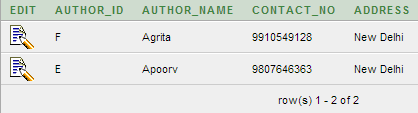 EDIT AUTHOR_ID AUTHOR_NAME CONTACT_NO ADDRESS
F Agrita 9910549128 New Delhi
E Apoorv 9807646363 New Delhi
row(s) 1 - 2 of 2